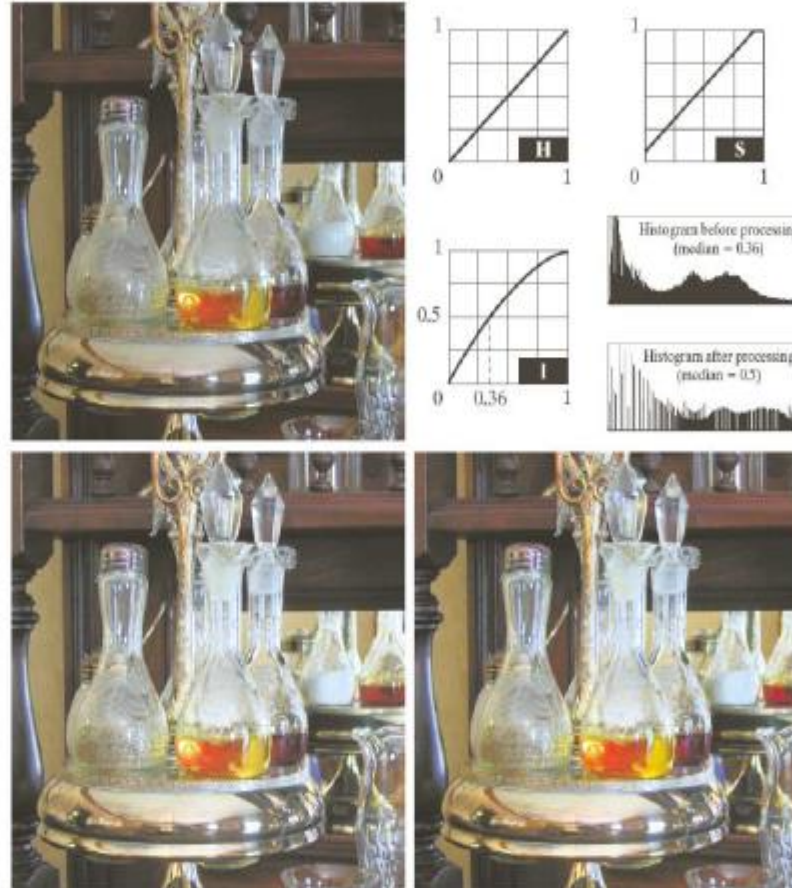 1
1
H
S
0
1
0
1
1
Histogram before processing
(median = 0.36)
0.5
Histogram after processing
(median = 0.5)
I
0
0.36
1